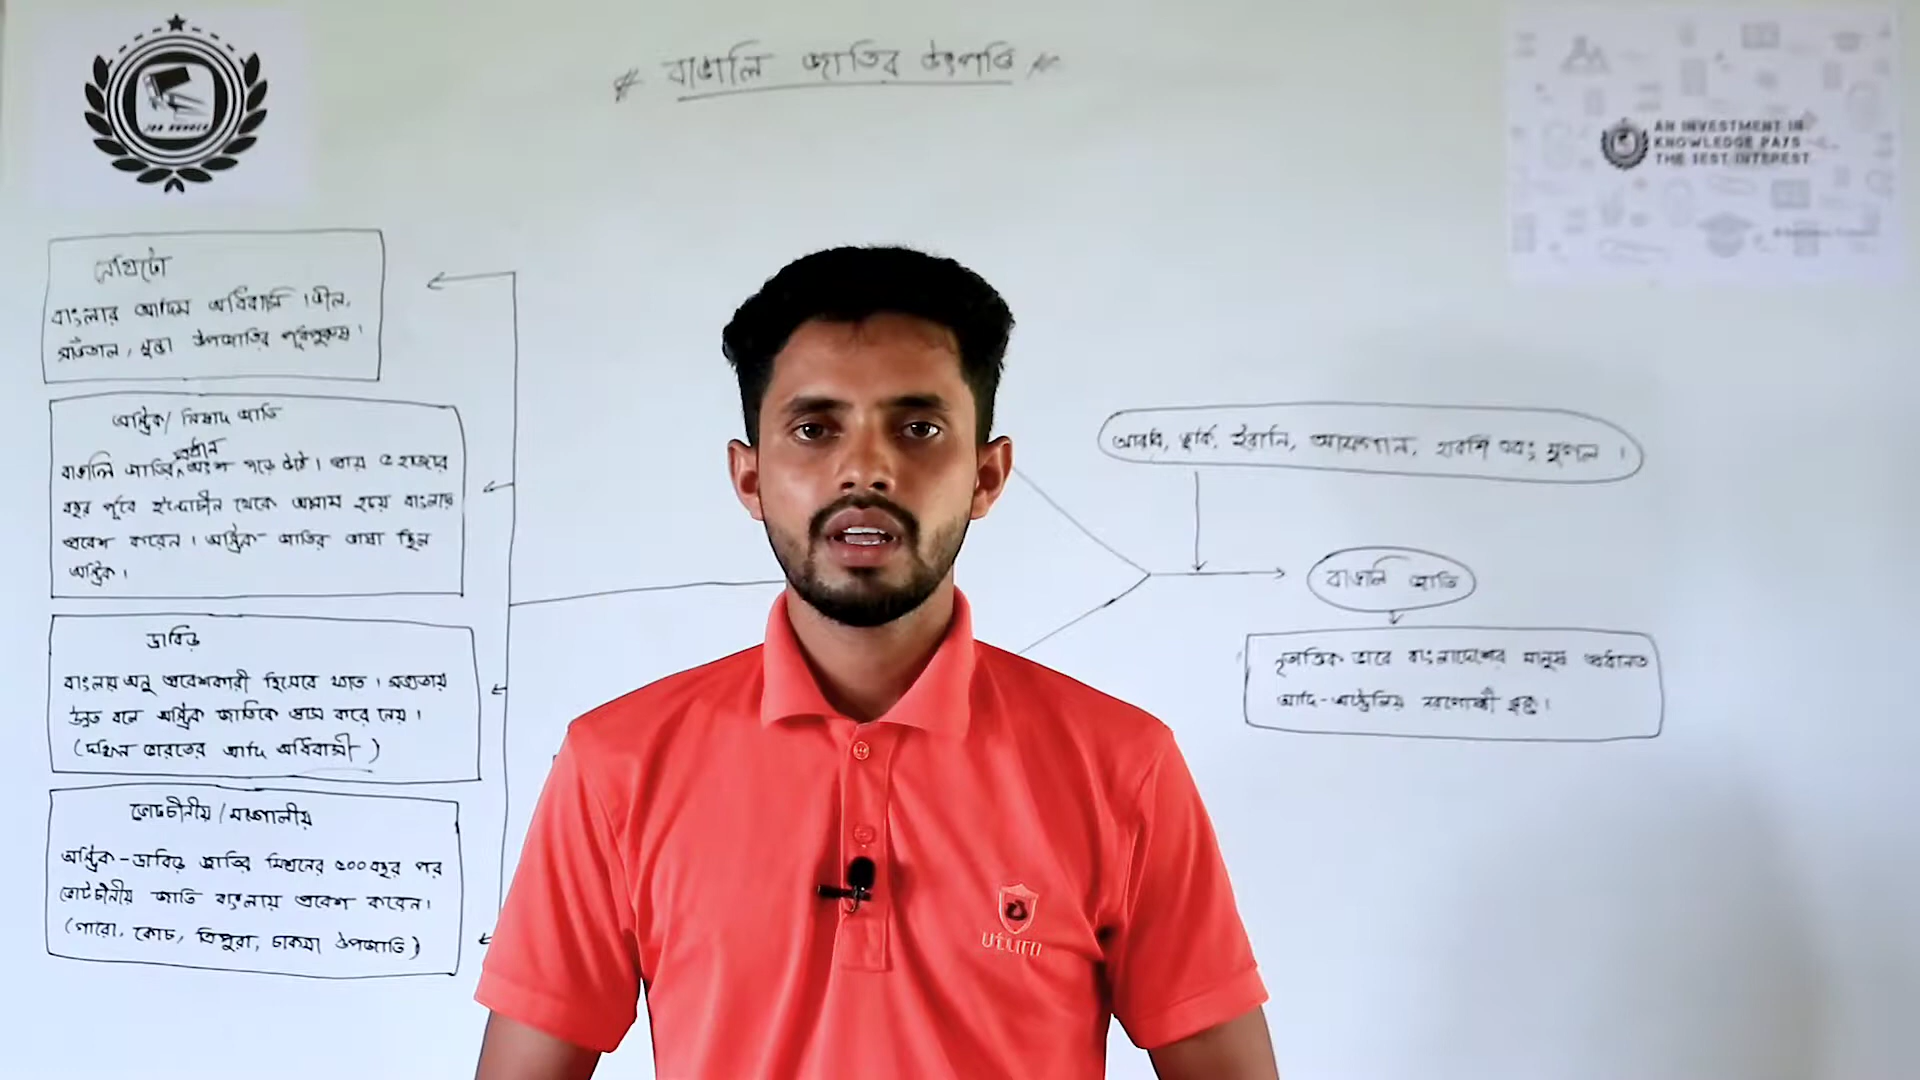 # বাঙালি জাতির উৎপত্তি #
JOB BUNKER
AN INVESTMENT IN
KNOWLEDGE PAYS
THE BEST INTEREST
নেগ্রিটো
বাংলার আদিম অধিবাসী । ভীল,
সাঁওতাল, মুন্ডা উপজাতির পূর্বপুরুষ।
অস্ট্রিক/ নিষাদ জাতি
প্রধান
বাঙালি জাতির অংশ গড়ে উঠে। প্রায় ৫ হাজার
বছর পূর্বে ইন্দোচীন থেকে আসাম হয়ে বাংলায়
প্রবেশ করেন। অস্ট্রিক জাতির ভাষা ছিল
অস্ট্রিক।
দ্রাবিড়
বাংলায় অনুপ্রবেশকারী হিসেবে খ্যাত। সভ্যতায়
উন্নত বলে অস্ট্রিক জাতিকে গ্রাস করে নেয়।
(দক্ষিন ভারতের আদি অধিবাসী)
ভোটচীনীয়/মঙ্গোলীয়
অস্ট্রিক-দ্রাবিড় জাতির মিশ্রনের ৫০০ বছর পর
ভোটচীনীয় জাতি বাংলায় প্রবেশ করেন।
(গারো, কোচ, ত্রিপুরা, চাকমা উপজাতি)
আরবি, তুর্কি, ইরানি, আফগান, হাবশি এবং মুঘল ।
বাঙালি জাতি
নৃতাত্বিক ভাবে বাংলাদেশের মানুষ প্রধানত
আদি-অস্ট্রেলিয় নরগোষ্ঠী ভুক্ত।